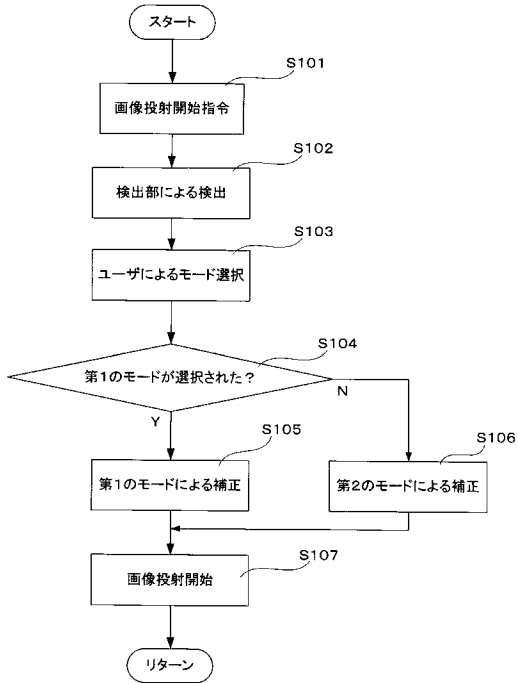 スタート
S101
画像投射開始指令
S102
検出部による検出
S103
ユーザによるモード選択
S104
第1のモードが選択された?
N
Y
S105
第1のモードによる補正
S106
第2のモードによる補正
S107
画像投射開始
リターン